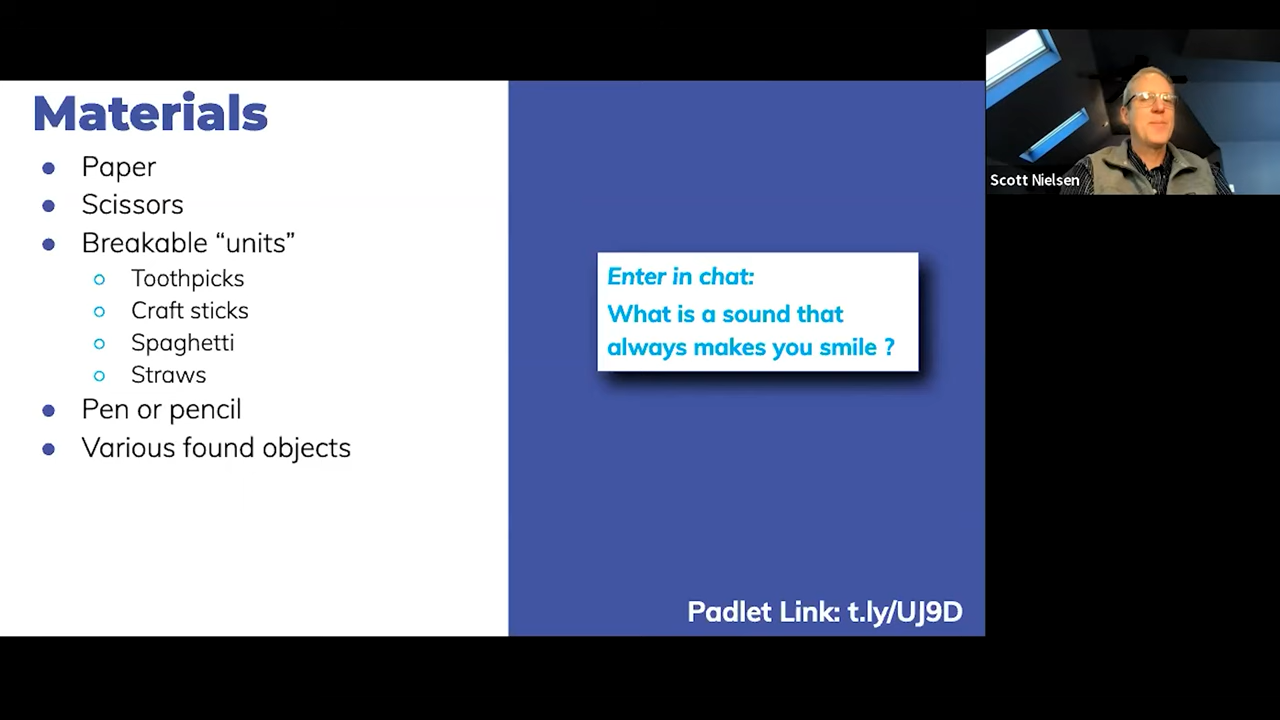 Materials
Paper
Scissors
Breakable “units”
Toothpicks
Craft sticks
Spaghetti
Straws
Pen or pencil
Various found objects
Enter in chat:
What is a sound that
always makes you smile ?
Padlet Link: t.ly/UJ9D
Scott Nielsen